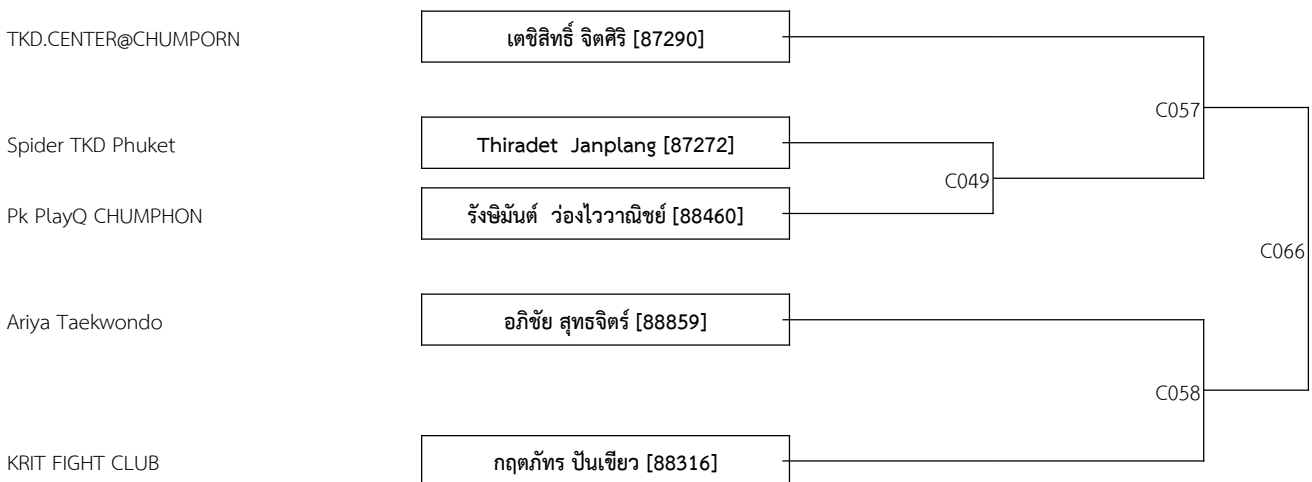 TKD.CENTER@CHUMPORN เตชิสิทธิ์ จิตศิริ [87290]
C057
Spider TKD Phuket Thiradet Janplang [87272]
C049
Pk PlayQ CHUMPHON รังษิมันต์ ว่องไววาณิชย์ [88460]
C066
Ariya Taekwondo อภิชัย สุทธจิตร์ [88859]
C058
KRIT FIGHT CLUB กฤตภัทร ปันเขียว [88316]